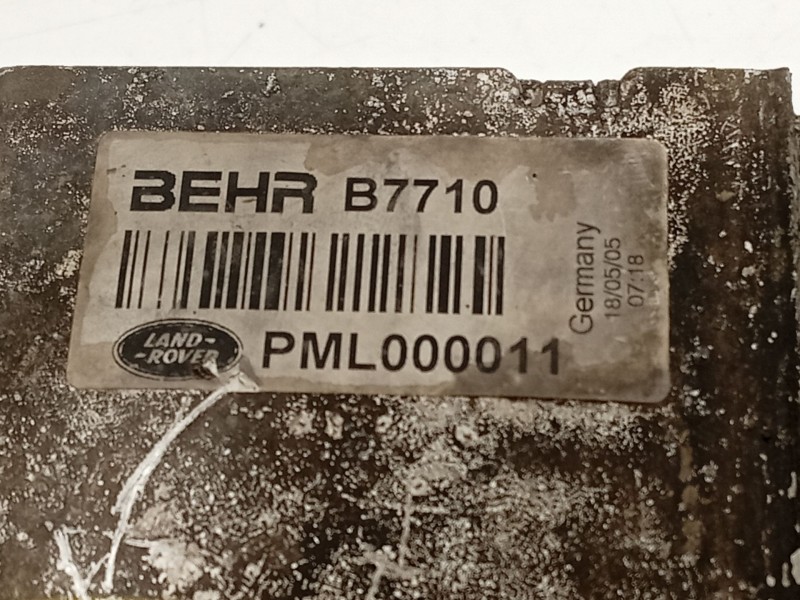 BEHR B7710
LAND-
-ROVER
PML000011
Germany
18/05/05
07:18